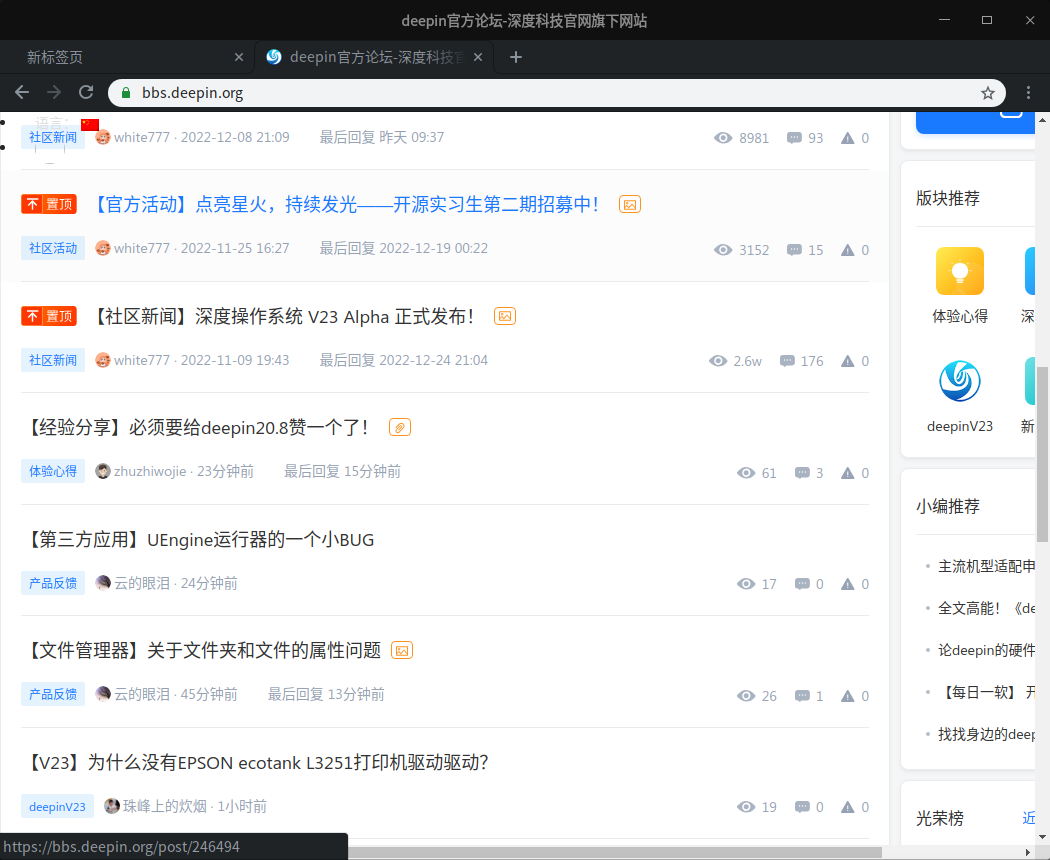 deepin官方论坛-深度科技官网旗下网站
新标签页
deepin官方论坛-深度科技官
bbs.deepin.org
语言：
社区新闻 white777 · 2022-12-08 21:09 最后回复 昨天 09:37 8981 93 0
置顶 【官方活动】点亮星火，持续发光——开源实习生第二期招募中！
社区活动 white777 · 2022-11-25 16:27 最后回复 2022-12-19 00:22 3152 15 0
置顶 【社区新闻】深度操作系统 V23 Alpha 正式发布！
社区新闻 white777 · 2022-11-09 19:43 最后回复 2022-12-24 21:04 2.6w 176 0
【经验分享】必须要给deepin20.8赞一个了！
体验心得 zhuzhiwojie · 23分钟前 最后回复 15分钟前 61 3 0
【第三方应用】UEngine运行器的一个小BUG
产品反馈 云的眼泪 · 24分钟前 17 0 0
【文件管理器】关于文件夹和文件的属性问题
产品反馈 云的眼泪 · 45分钟前 最后回复 13分钟前 26 1 0
【V23】为什么没有EPSON ecotank L3251打印机驱动驱动？
deepinV23 珠峰上的炊烟 · 1小时前 19 0 0
https://bbs.deepin.org/post/246494
版块推荐
体验心得 深
deepinV23 新
小编推荐
主流机型适配申
全文高能！《de
论deepin的硬件
【每日一软】 开
找找身边的deep
光荣榜 近